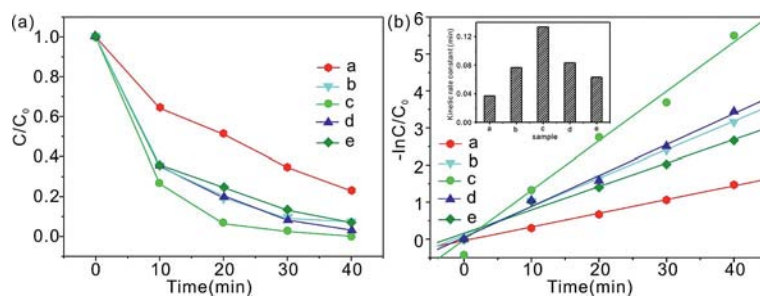 (a)
1.0
0.8
0.6
0.4
0.2
0.0
C/C₀
a
b
c
d
e
0 10 20 30 40
Time(min)
(b)
-6
5
4
3
2
1
0
-lnC/C₀
a
b
c
d
e
0 10 20 30 40
Time(min)
Kinetic rate constant (min)
0.12
0.08
0.04
0.00
a b c d e
sample